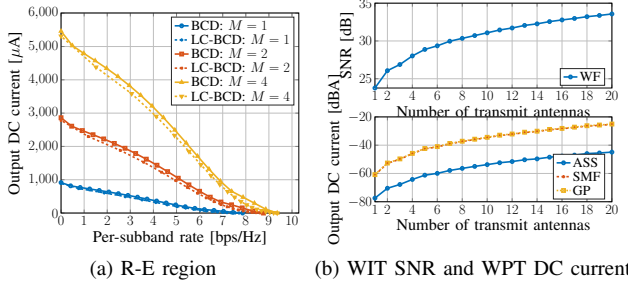 6,000
5,000
4,000
3,000
2,000
1,000
0
Output DC current [μA]
BCD: M = 1
LC-BCD: M = 1
BCD: M = 2
LC-BCD: M = 2
BCD: M = 4
LC-BCD: M = 4
0 1 2 3 4 5 6 7 8 9 10
Per-subband rate [bps/Hz]
(a) R-E region
35
30
25
SNR [dB]
WF
1 2 4 6 8 10 12 14 16 18 20
Number of transmit antennas
−20
−40
−60
−80
Output DC current [dBA]
ASS
SMF
GP
1 2 4 6 8 10 12 14 16 18 20
Number of transmit antennas
(b) WIT SNR and WPT DC current